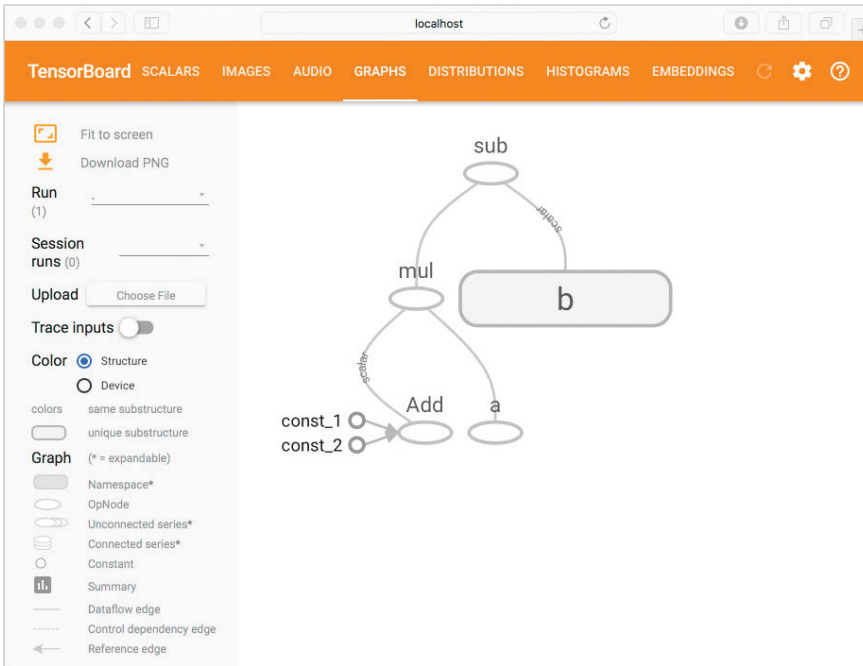 localhost
TensorBoard SCALARS IMAGES AUDIO GRAPHS DISTRIBUTIONS HISTOGRAMS EMBEDDINGS
Fit to screen
Download PNG
Run
(1)
.
Session
runs (0)
Upload Choose File
Trace inputs
Color Structure
Device
colors same substructure
unique substructure
Graph (* = expandable)
Namespace*
OpNode
Unconnected series*
Connected series*
Constant
Summary
Dataflow edge
Control dependency edge
Reference edge
sub
scalar
mul
b
scalar
Add a
const_1
const_2